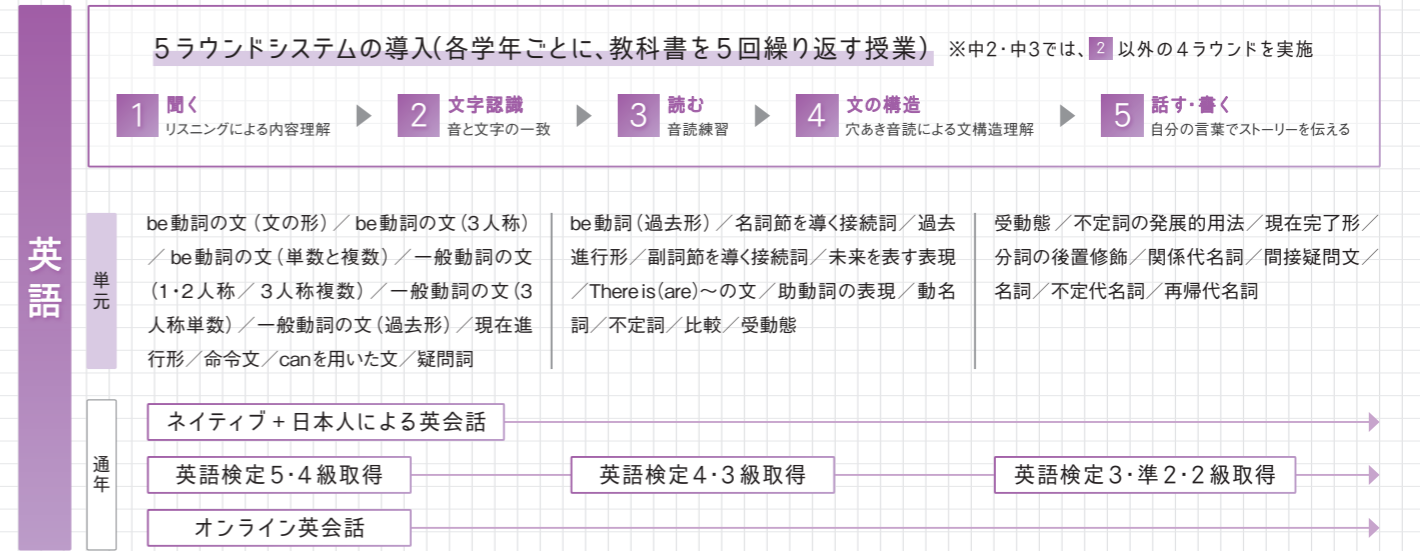 英語
5ラウンドシステムの導入(各学年ごとに、教科書を5回繰り返す授業) ※中2・中3では、2 以外の4ラウンドを実施
1 聞く
リスニングによる内容理解
2 文字認識
音と文字の一致
3 読む
音読練習
4 文の構造
穴あき音読による文構造理解
5 話す・書く
自分の言葉でストーリーを伝える
単元
be動詞の文(文の形)/be動詞の文(3人称)
/be動詞の文(単数と複数)/一般動詞の文
(1・2人称/3人称複数)/一般動詞の文(3
人称単数)/一般動詞の文(過去形)/現在進
行形/命令文/canを用いた文/疑問詞
be動詞(過去形)/名詞節を導く接続詞/過去
進行形/副詞節を導く接続詞/未来を表す表現
/There is(are)〜の文/助動詞の表現/動名
詞/不定詞/比較/受動態
受動態/不定詞の発展的用法/現在完了形/
分詞の後置修飾/関係代名詞/間接疑問文/
名詞/不定代名詞/再帰代名詞
通年
ネイティブ+日本人による英会話
英語検定5・4級取得
英語検定4・3級取得
英語検定3・準2・2級取得
オンライン英会話